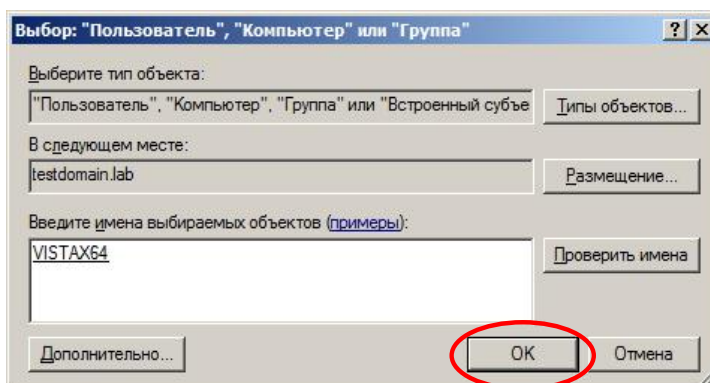 Выбор: "Пользователь", "Компьютер" или "Группа"
Выберите тип объекта:
"Пользователь", "Компьютер", "Группа" или "Встроенный субъе
Типы объектов...
В следующем месте:
testdomain.lab
Размещение...
Введите имена выбираемых объектов (примеры):
VISTAX64
Проверить имена
Дополнительно...
OK
Отмена